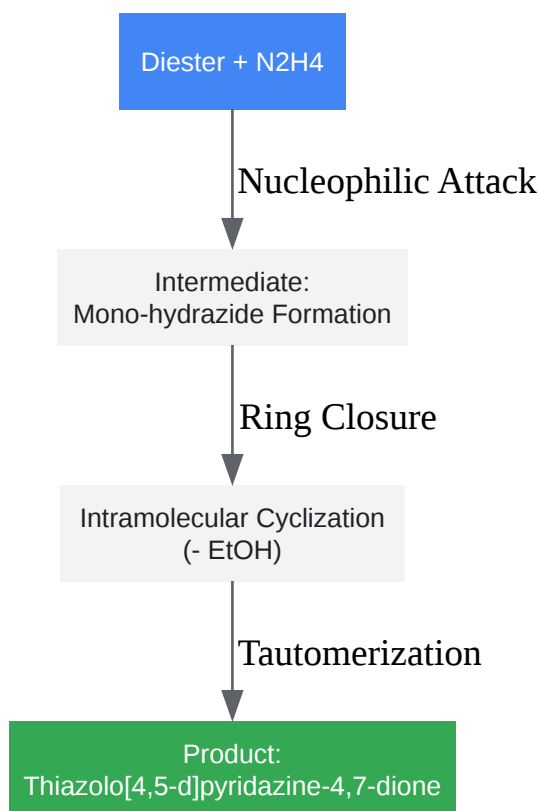 Diester + N2H4
Nucleophilic Attack
Intermediate:
Mono-hydrazide Formation
Ring Closure
Intramolecular Cyclization
(- EtOH)
Tautomerization
Product:
Thiazolo[4,5-d]pyridazine-4,7-dione